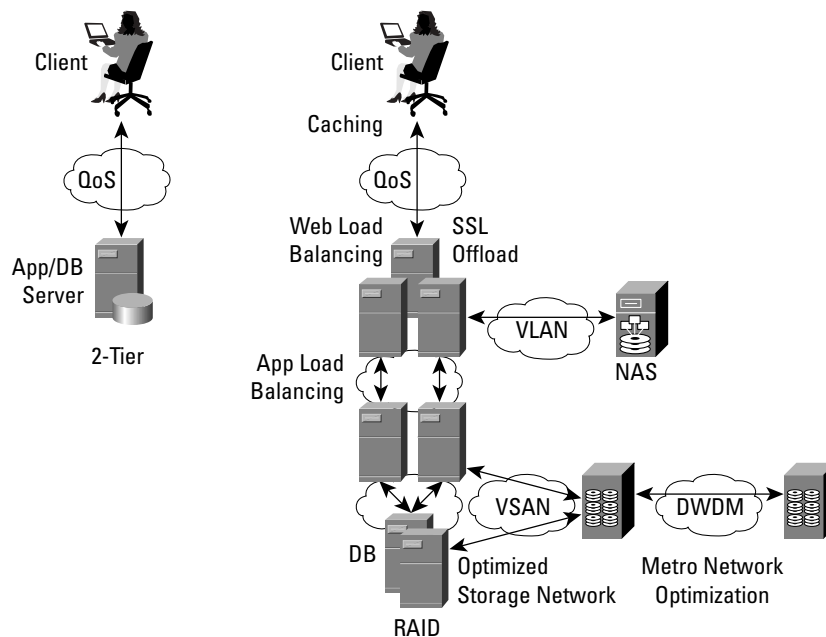 Client
QoS
App/DB
Server
2-Tier
Client
Caching
QoS
Web Load
Balancing
SSL
Offload
VLAN
NAS
App Load
Balancing
VSAN
DWDM
DB
Optimized
Storage Network
Metro Network
Optimization
RAID